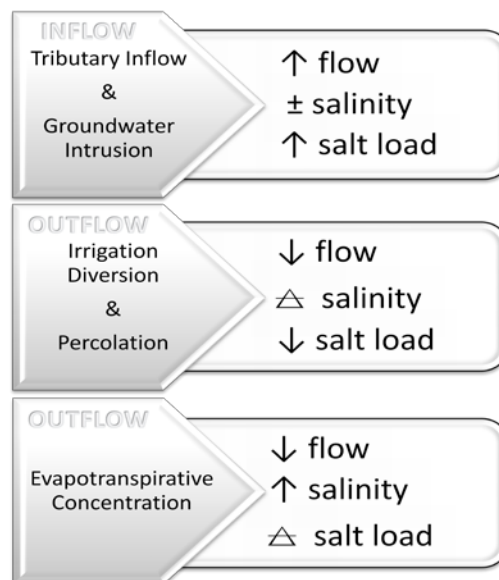 INFLOW
Tributary Inflow
&
Groundwater
Intrusion
↑ flow
± salinity
↑ salt load
OUTFLOW
Irrigation
Diversion
&
Percolation
↓ flow
⧋ salinity
↓ salt load
OUTFLOW
Evapotranspirative
Concentration
↓ flow
↑ salinity
⧋ salt load